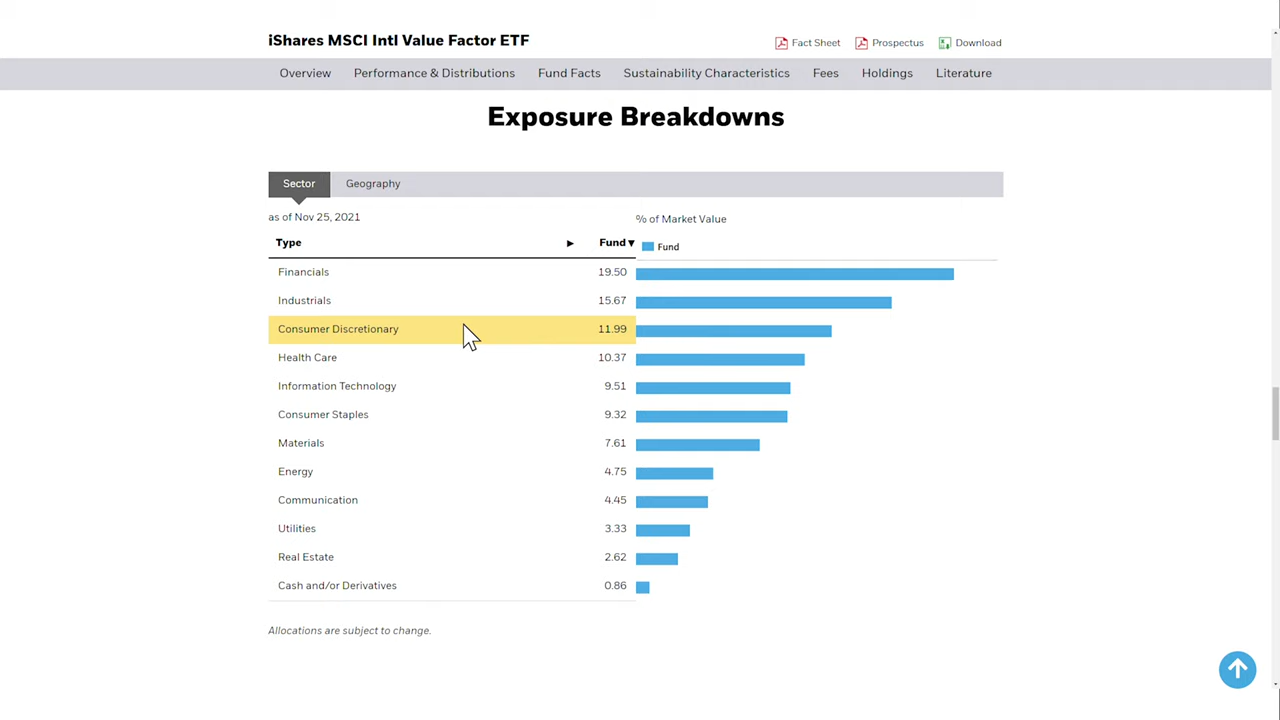 iShares MSCI Intl Value Factor ETF
Fact Sheet Prospectus Download
Overview Performance & Distributions Fund Facts Sustainability Characteristics Fees Holdings Literature
Exposure Breakdowns
Sector Geography
as of Nov 25, 2021 % of Market Value
Type ▶ Fund ▼ Fund
Financials 19.50
Industrials 15.67
Consumer Discretionary 11.99
Health Care 10.37
Information Technology 9.51
Consumer Staples 9.32
Materials 7.61
Energy 4.75
Communication 4.45
Utilities 3.33
Real Estate 2.62
Cash and/or Derivatives 0.86
Allocations are subject to change.